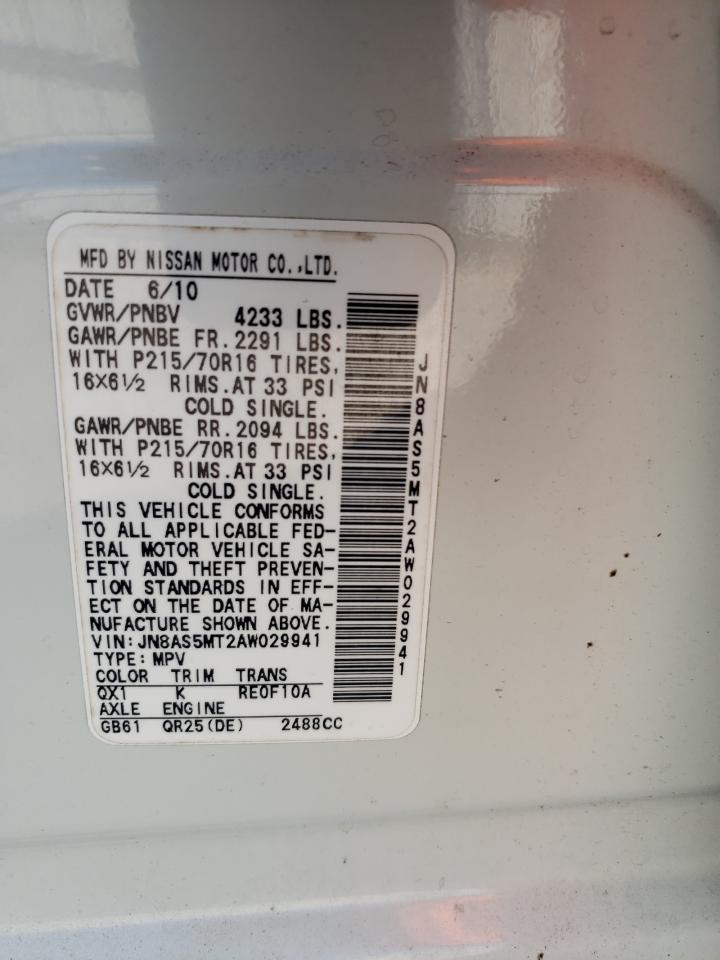 MFD BY NISSAN MOTOR CO.,LTD.
DATE 6/10
GVWR/PNBV 4233 LBS.
GAWR/PNBE FR.2291 LBS.
WITH P215/70R16 TIRES,
16X6½ RIMS.AT 33 PSI
COLD SINGLE.
GAWR/PNBE RR.2094 LBS.
WITH P215/70R16 TIRES,
16X6½ RIMS.AT 33 PSI
COLD SINGLE.
THIS VEHICLE CONFORMS
TO ALL APPLICABLE FED-
ERAL MOTOR VEHICLE SA-
FETY AND THEFT PREVEN-
TION STANDARDS IN EFF-
ECT ON THE DATE OF MA-
NUFACTURE SHOWN ABOVE.
VIN:JN8AS5MT2AW029941
TYPE:MPV
COLOR TRIM TRANS
QX1 K RE0F10A
AXLE ENGINE
GB61 QR25(DE) 2488CC
JN8AS5MT2AW029941